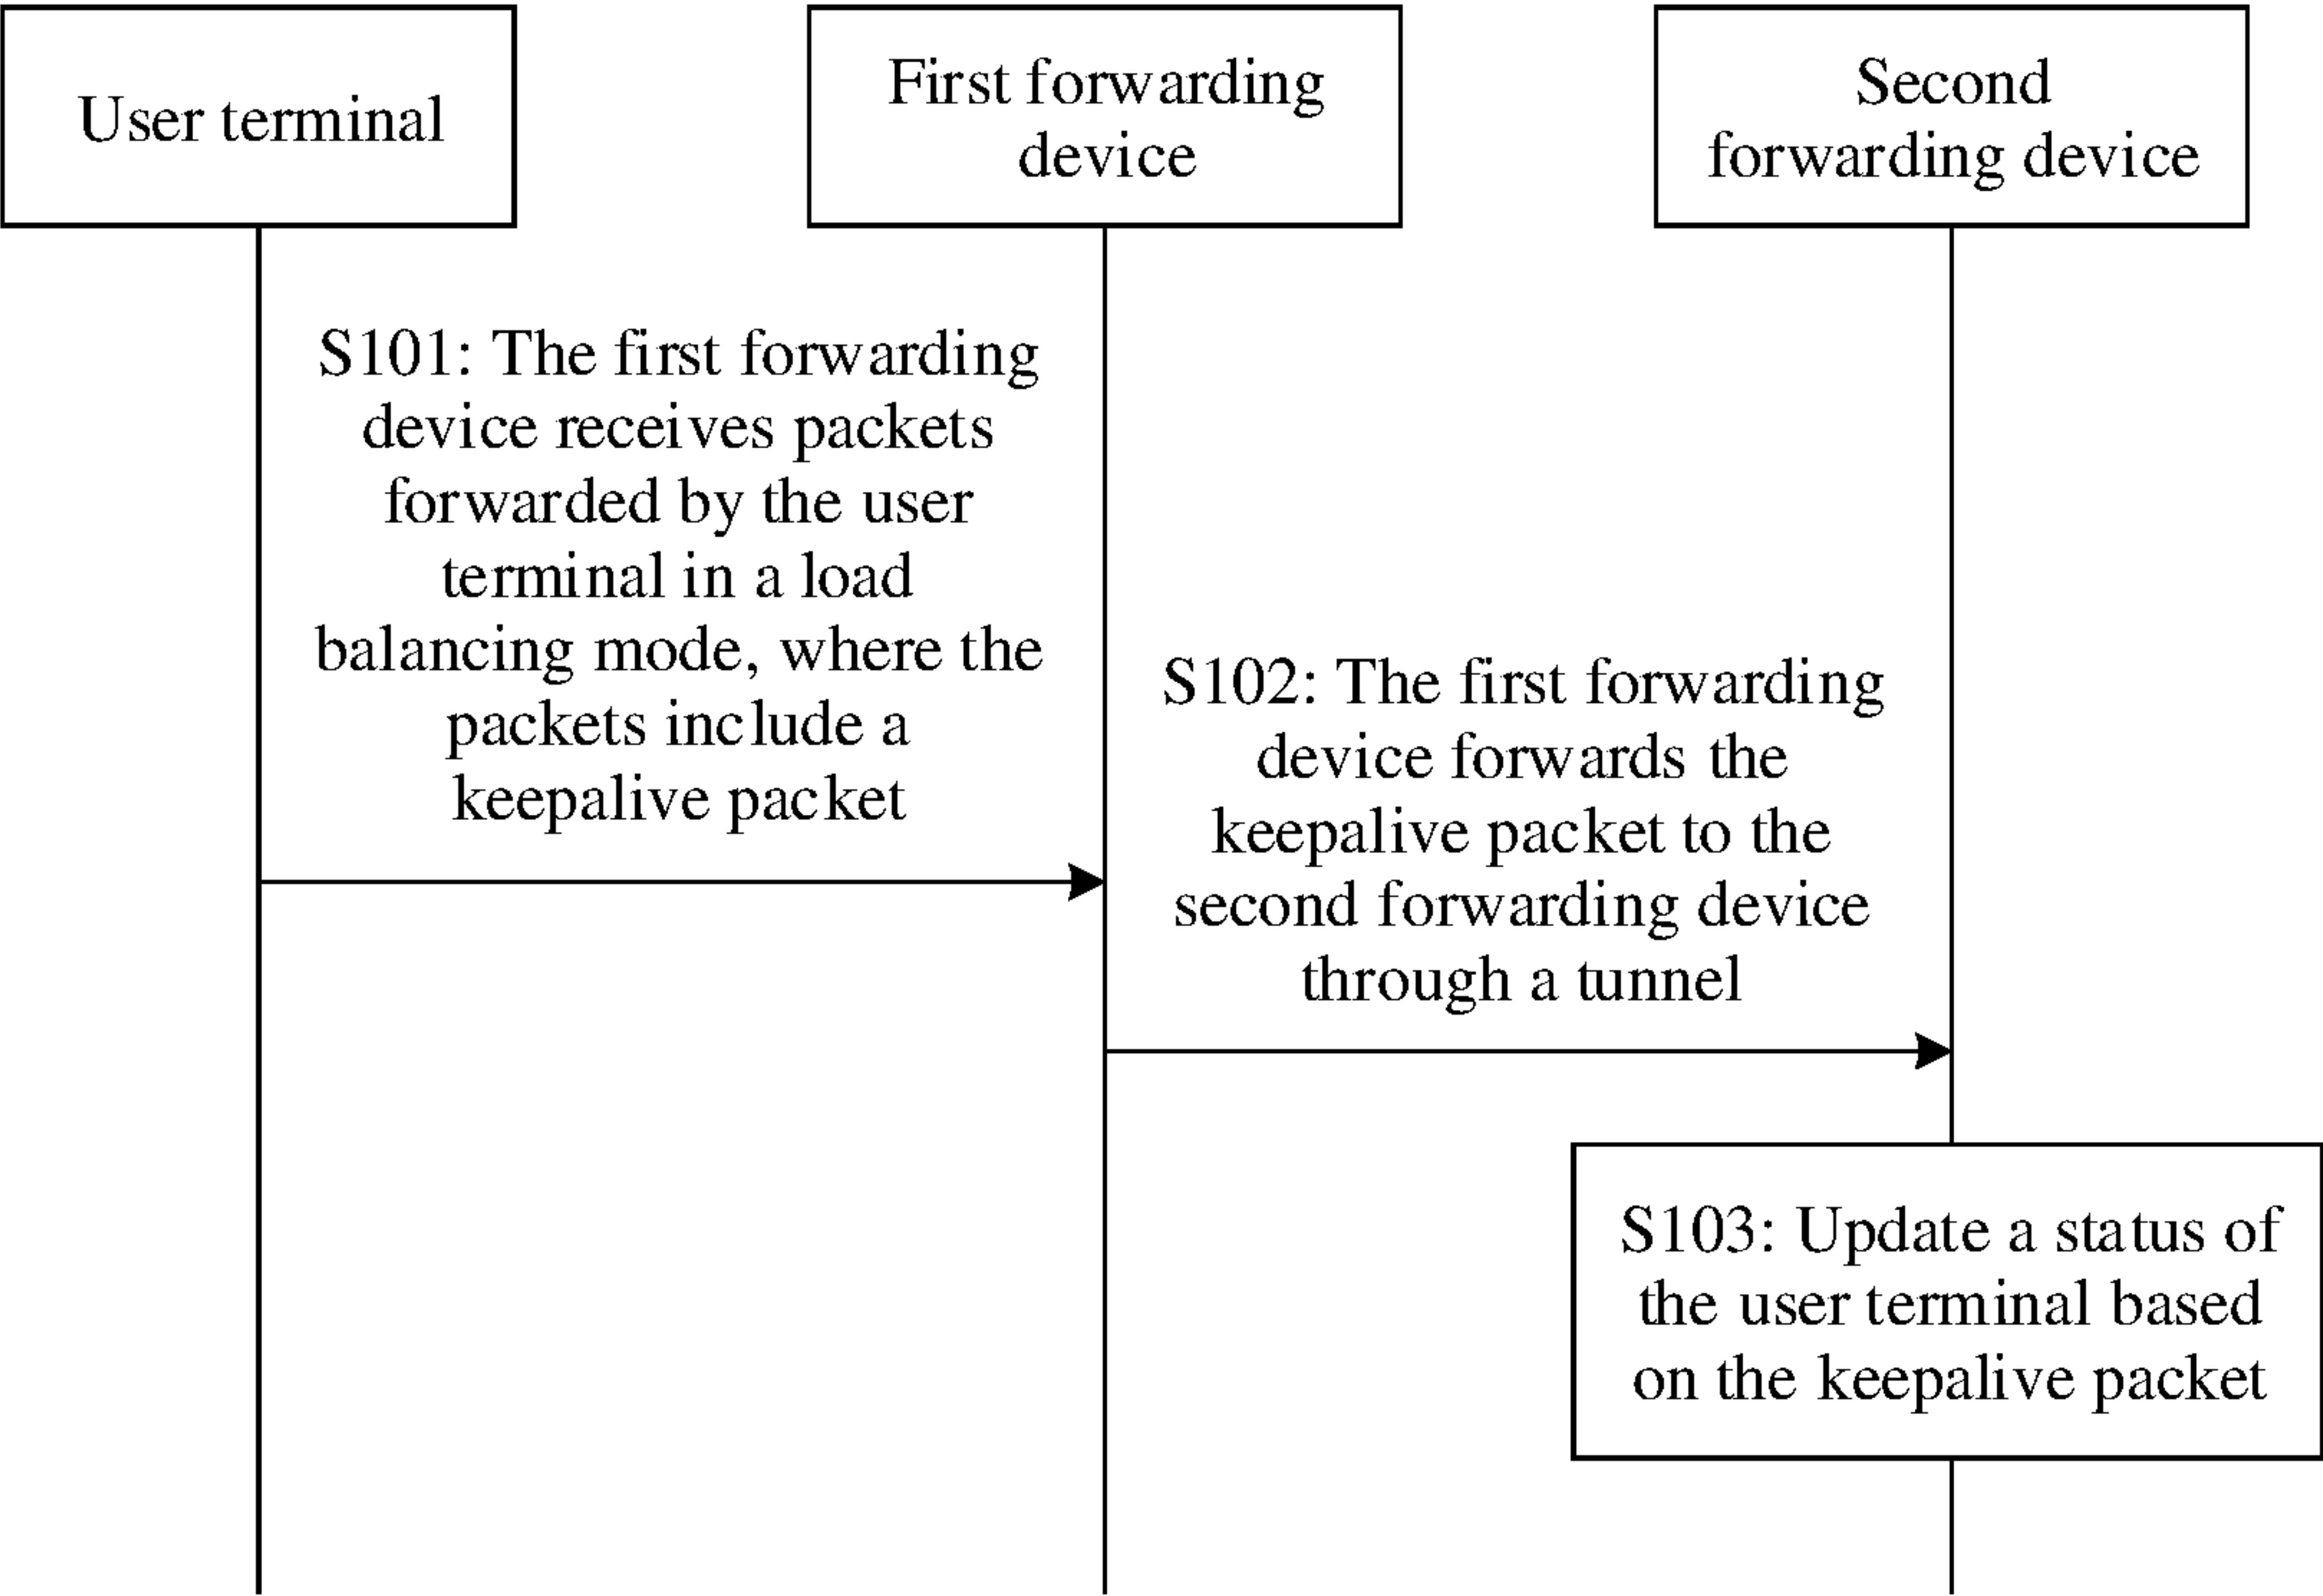 User terminal
First forwarding
device
Second
forwarding device
S101: The first forwarding
device receives packets
forwarded by the user
terminal in a load
balancing mode, where the
packets include a
keepalive packet
S102: The first forwarding
device forwards the
keepalive packet to the
second forwarding device
through a tunnel
S103: Update a status of
the user terminal based
on the keepalive packet